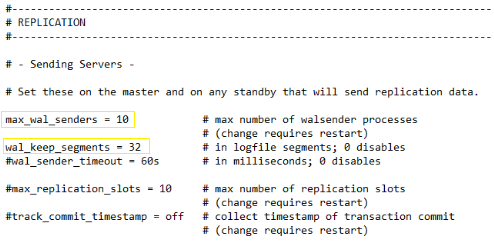 #------------------------------------------------------------------------------
# REPLICATION
#------------------------------------------------------------------------------
# - Sending Servers -
# Set these on the master and on any standby that will send replication data.
max_wal_senders = 10 # max number of walsender processes
# (change requires restart)
wal_keep_segments = 32 # in logfile segments; 0 disables
#wal_sender_timeout = 60s # in milliseconds; 0 disables
#max_replication_slots = 10 # max number of replication slots
# (change requires restart)
#track_commit_timestamp = off # collect timestamp of transaction commit
# (change requires restart)